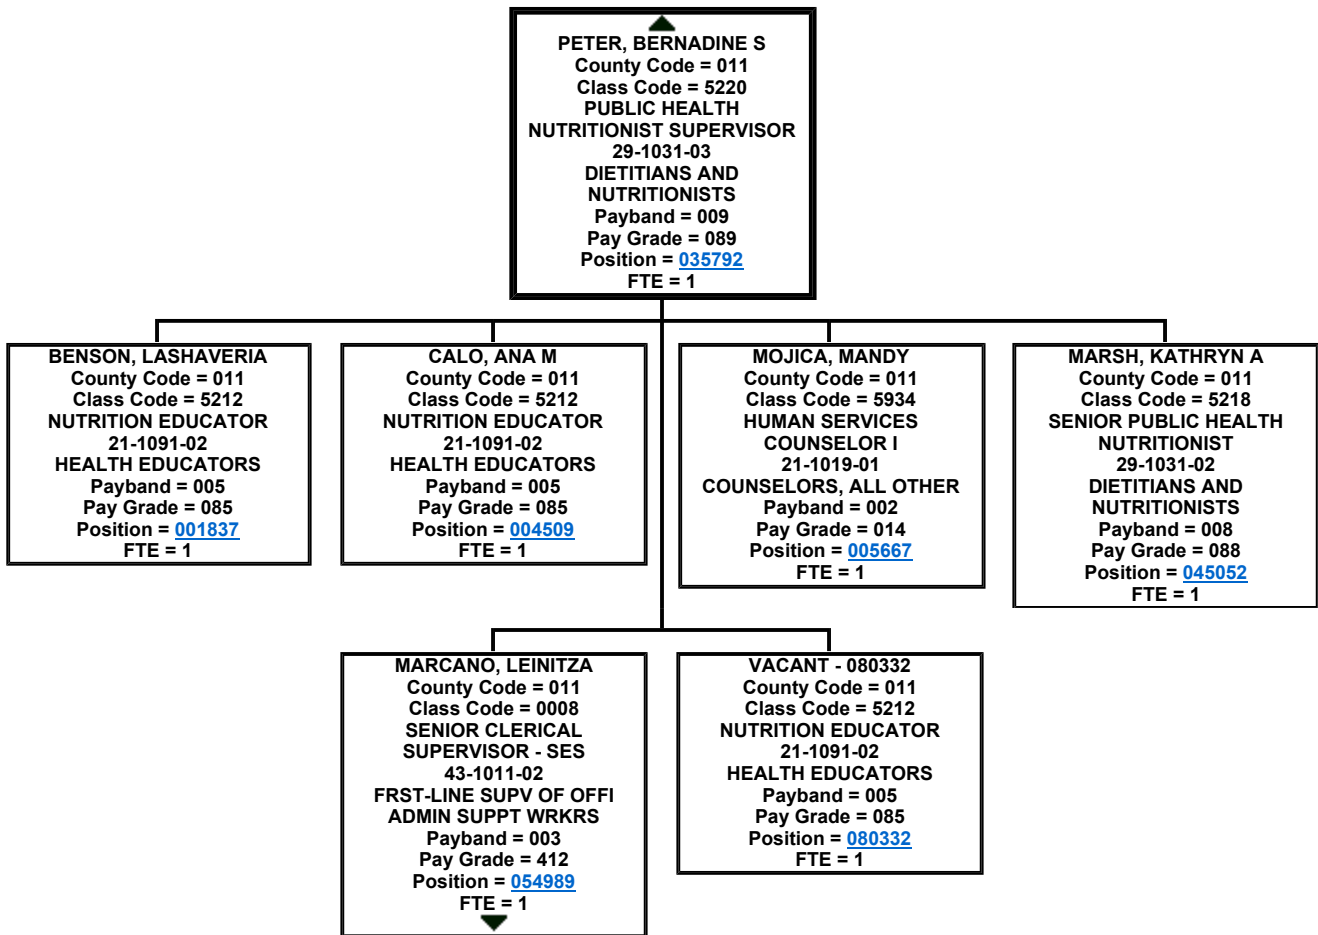 PETER, BERNADINE S
County Code = 011
Class Code = 5220
PUBLIC HEALTH
NUTRITIONIST SUPERVISOR
29-1031-03
DIETITIANS AND
NUTRITIONISTS
Payband = 009
Pay Grade = 089
Position = 035792
FTE = 1
BENSON, LASHAVERIA
County Code = 011
Class Code = 5212
NUTRITION EDUCATOR
21-1091-02
HEALTH EDUCATORS
Payband = 005
Pay Grade = 085
Position = 001837
FTE = 1
CALO, ANA M
County Code = 011
Class Code = 5212
NUTRITION EDUCATOR
21-1091-02
HEALTH EDUCATORS
Payband = 005
Pay Grade = 085
Position = 004509
FTE = 1
MOJICA, MANDY
County Code = 011
Class Code = 5934
HUMAN SERVICES
COUNSELOR I
21-1019-01
COUNSELORS, ALL OTHER
Payband = 002
Pay Grade = 014
Position = 005667
FTE = 1
MARSH, KATHRYN A
County Code = 011
Class Code = 5218
SENIOR PUBLIC HEALTH
NUTRITIONIST
29-1031-02
DIETITIANS AND
NUTRITIONISTS
Payband = 008
Pay Grade = 088
Position = 045052
FTE = 1
MARCANO, LEINITZA
County Code = 011
Class Code = 0008
SENIOR CLERICAL
SUPERVISOR - SES
43-1011-02
FRST-LINE SUPV OF OFFI
ADMIN SUPPT WRKRS
Payband = 003
Pay Grade = 412
Position = 054989
FTE = 1
VACANT - 080332
County Code = 011
Class Code = 5212
NUTRITION EDUCATOR
21-1091-02
HEALTH EDUCATORS
Payband = 005
Pay Grade = 085
Position = 080332
FTE = 1